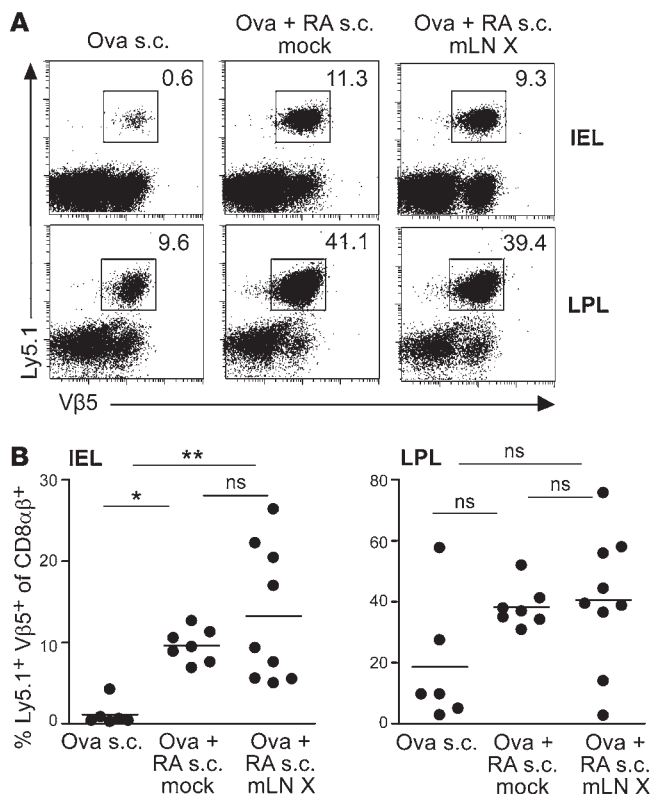 A
Ova s.c.
Ova + RA s.c.
mock
Ova + RA s.c.
mLN X
0.6
11.3
9.3
IEL
9.6
41.1
39.4
LPL
Ly5.1
Vβ5
B
IEL
**
*
ns
% Ly5.1⁺ Vβ5⁺ of CD8αβ⁺
30
20
10
0
Ova s.c.
Ova +
RA s.c.
mock
Ova +
RA s.c.
mLN X
LPL
ns
ns
ns
80
60
40
20
0
Ova s.c.
Ova +
RA s.c.
mock
Ova +
RA s.c.
mLN X